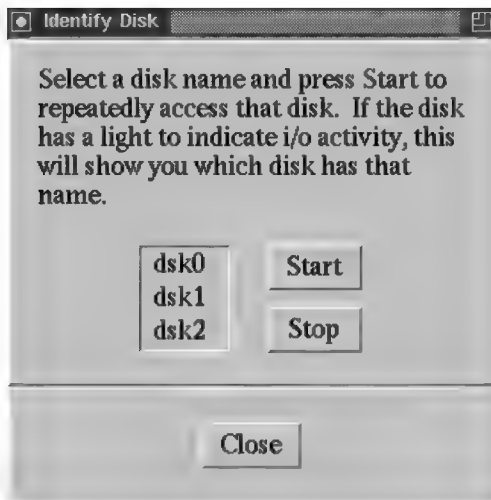 Identify Disk
Select a disk name and press Start to
repeatedly access that disk. If the disk
has a light to indicate i/o activity, this
will show you which disk has that
name.
dsk0
dsk1
dsk2
Start
Stop
Close